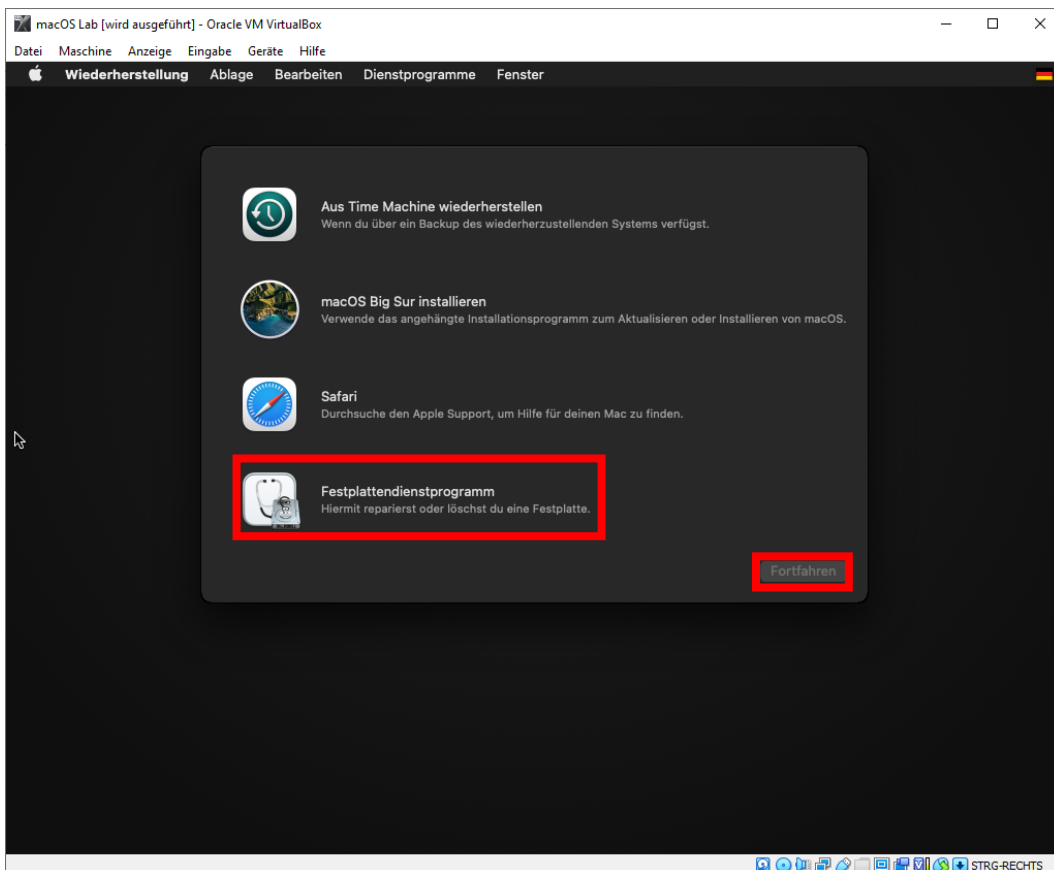 macOS Lab [wird ausgeführt] - Oracle VM VirtualBox
Datei Maschine Anzeige Eingabe Geräte Hilfe
Wiederherstellung Ablage Bearbeiten Dienstprogramme Fenster
Aus Time Machine wiederherstellen
Wenn du über ein Backup des wiederherzustellenden Systems verfügst.
macOS Big Sur installieren
Verwende das angehängte Installationsprogramm zum Aktualisieren oder Installieren von macOS.
Safari
Durchsuche den Apple Support, um Hilfe für deinen Mac zu finden.
Festplattendienstprogramm
Hiermit reparierst oder löschst du eine Festplatte.
Fortfahren
STRG-RECHTS